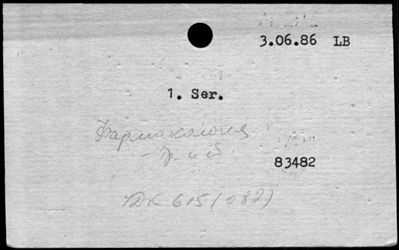 3.06.86 LB
1. Ser.
Фармакология
83482
УДК 615(082)